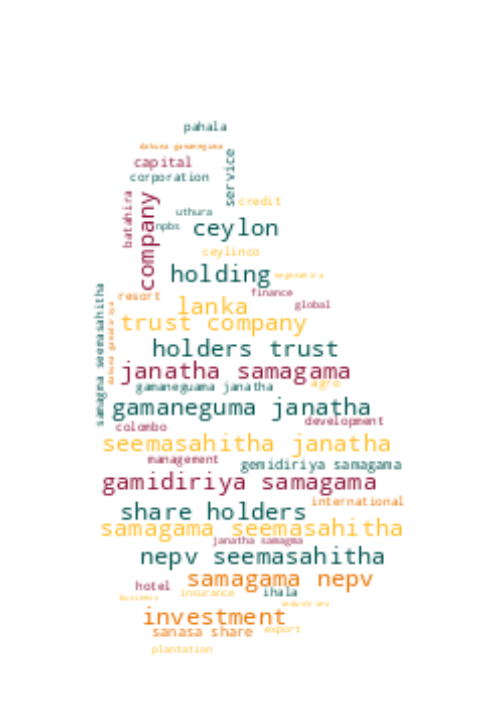 pahala
dakuna gamaneguma
capital
corporation
service
batahira
company
credit
uthura
npbs
ceylon
ceylinco
holding
negenahira
finance
resort
global
lanka
trust company
samagma seemasahitha
holders trust
janatha samagama
gamaneguama janatha
agro
gamaneguma janatha
development
colombo
seemasahitha janatha
management
gemidiriya samagama
gamidiriya samagama
international
share holders
samagama seemasahitha
janatha samagma
nepv seemasahitha
samagama nepv
hotel
insurance
ihala
business
industries
investment
sanasa share
export
plantation